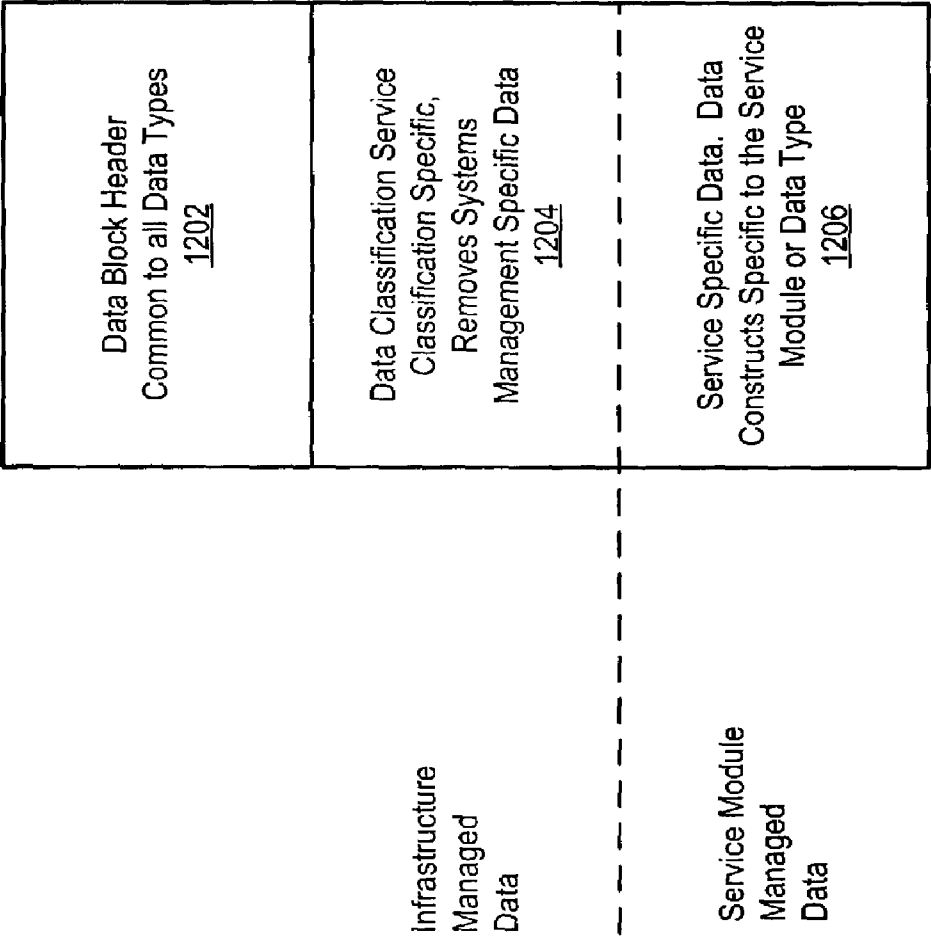 Data Block Header
Common to all Data Types
1202
Data Classification Service
Classification Specific,
Removes Systems
Management Specific Data
1204
Service Specific Data. Data
Constructs Specific to the Service
Module or Data Type
1206
Infrastructure
Managed
Data
Service Module
Managed
Data